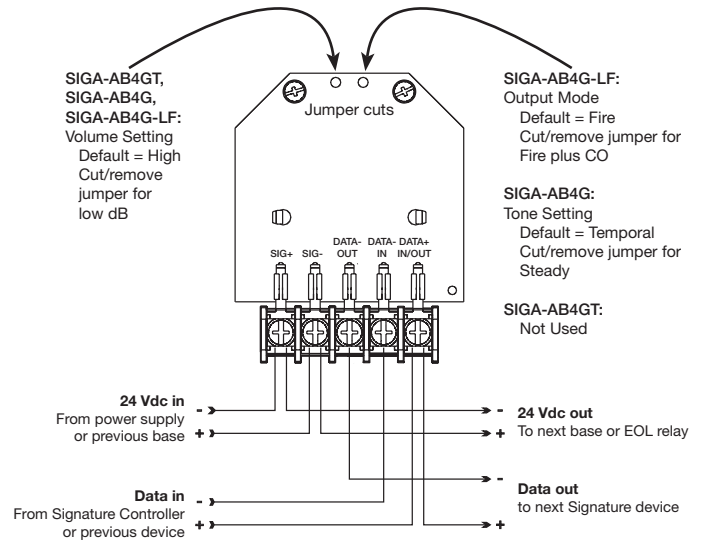 SIGA-AB4GT,
SIGA-AB4G,
SIGA-AB4G-LF:
Volume Setting
Default = High
Cut/remove
jumper for
low dB
Jumper cuts
SIGA-AB4G-LF:
Output Mode
Default = Fire
Cut/remove jumper for
Fire plus CO
SIGA-AB4G:
Tone Setting
Default = Temporal
Cut/remove jumper for
Steady
SIGA-AB4GT:
Not Used
SIG+ SIG- DATA- OUT DATA- IN DATA+ IN/OUT
24 Vdc in
From power supply
or previous base
-
+
24 Vdc out
To next base or EOL relay
-
+
Data in
From Signature Controller
or previous device
-
+
Data out
to next Signature device
-
+